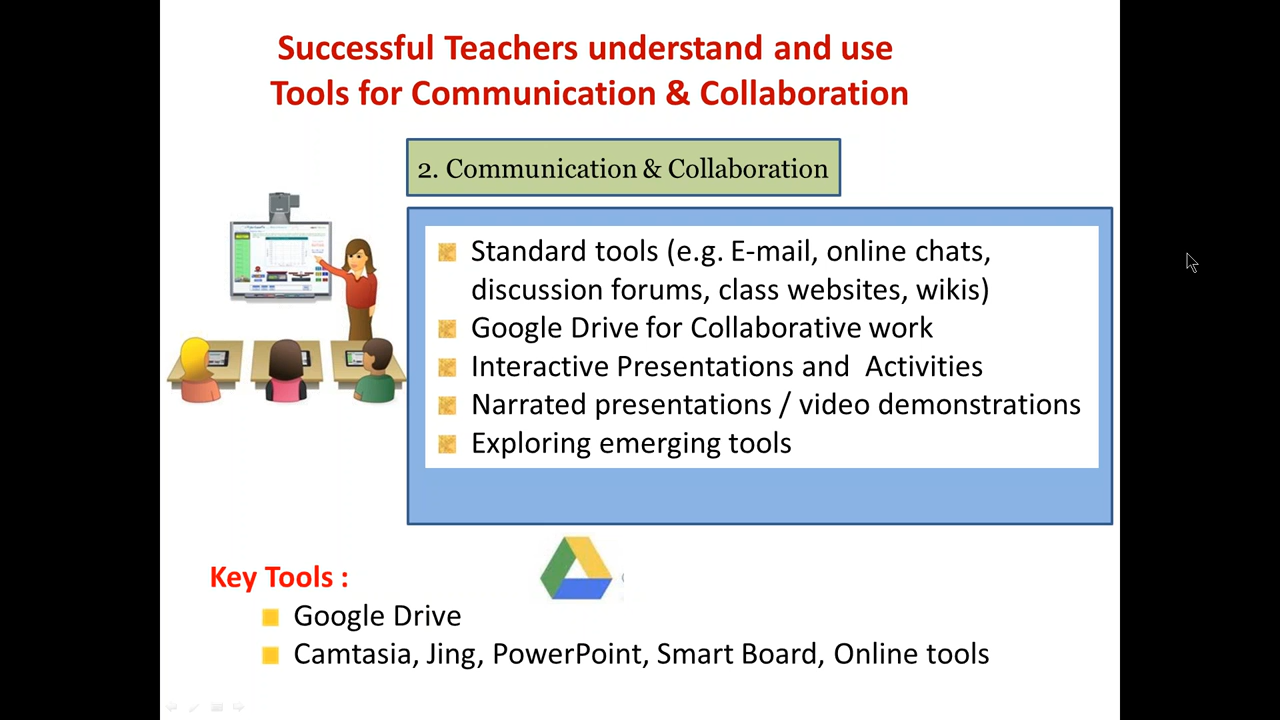 Successful Teachers understand and use
Tools for Communication & Collaboration
2. Communication & Collaboration
Standard tools (e.g. E-mail, online chats,
discussion forums, class websites, wikis)
Google Drive for Collaborative work
Interactive Presentations and  Activities
Narrated presentations / video demonstrations
Exploring emerging tools
Key Tools :
Google Drive
Camtasia, Jing, PowerPoint, Smart Board, Online tools